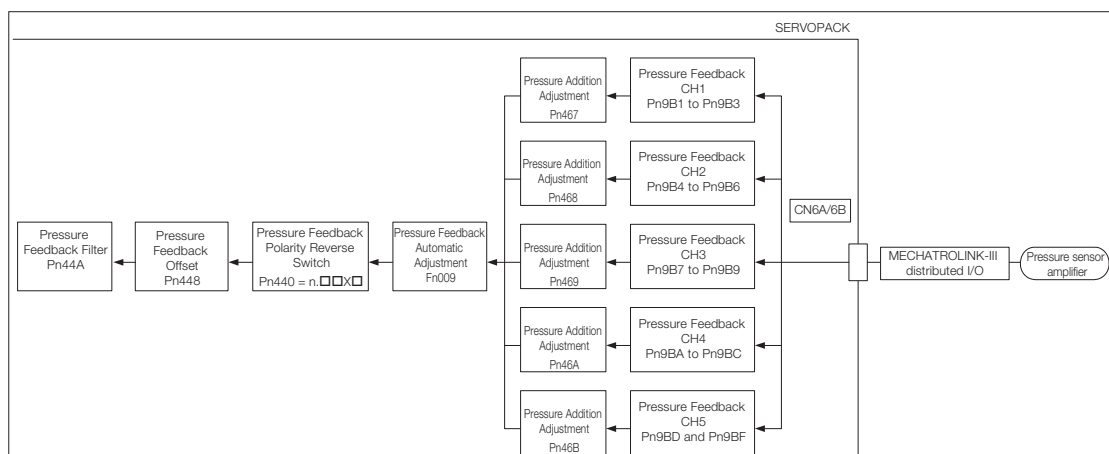 SERVOPACK
Pressure Addition
Adjustment
Pn467
Pressure Feedback
CH1
Pn9B1 to Pn9B3
Pressure Addition
Adjustment
Pn468
Pressure Feedback
CH2
Pn9B4 to Pn9B6
CN6A/6B
Pressure
Feedback Filter
Pn44A
Pressure
Feedback
Offset
Pn448
Pressure Feedback
Polarity Reverse
Switch
Pn440 = n.□□X□
Pressure Feedback
Automatic
Adjustment
Fn009
Pressure Addition
Adjustment
Pn469
Pressure Feedback
CH3
Pn9B7 to Pn9B9
MECHATROLINK-III
distributed I/O
Pressure sensor
amplifier
Pressure Addition
Adjustment
Pn46A
Pressure Feedback
CH4
Pn9BA to Pn9BC
Pressure Addition
Adjustment
Pn46B
Pressure Feedback
CH5
Pn9BD and Pn9BF